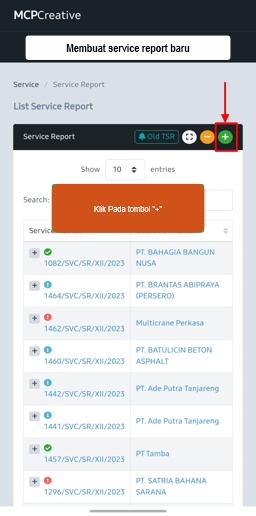 MCPCreative
Membuat service report baru
Service / Service Report
List Service Report
Service Report
Old TSR
Show 10 entries
Search:
Klik Pada tombol "+"
Servic
1082/SVC/SR/XII/2023
PT. BAHAGIA BANGUN
NUSA
1464/SVC/SR/XII/2023
PT. BRANTAS ABIPRAYA
(PERSERO)
1462/SVC/SR/XII/2023
Multicrane Perkasa
1460/SVC/SR/XII/2023
PT. BATULICIN BETON
ASPHALT
1442/SVC/SR/XII/2023
PT. Ade Putra Tanjareng
1441/SVC/SR/XII/2023
PT. Ade Putra Tanjareng
1457/SVC/SR/XII/2023
PT Tamba
1296/SVC/SR/XII/2023
PT. SATRIA BAHANA
SARANA